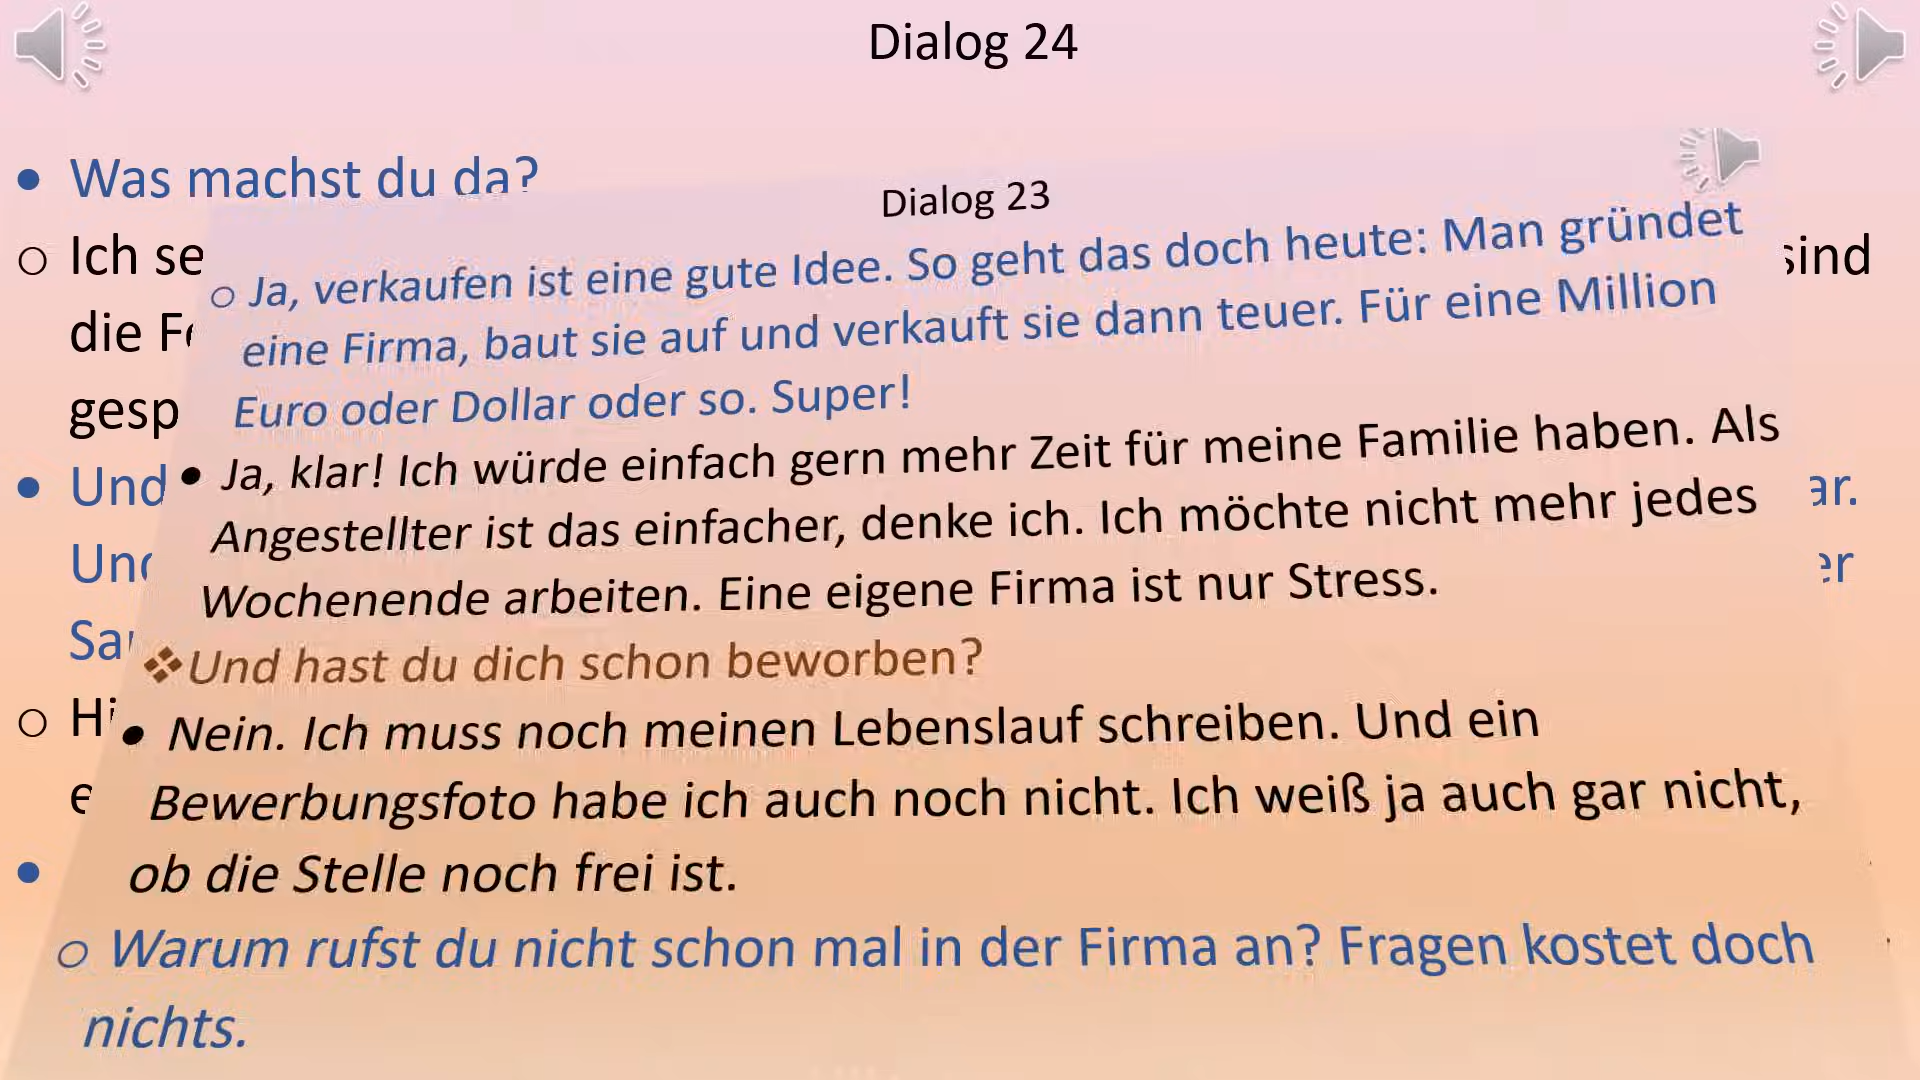 Dialog 24
Was machst du da?
Dialog 23
Ja, verkaufen ist eine gute Idee. So geht das doch heute: Man gründet
eine Firma, baut sie auf und verkauft sie dann teuer. Für eine Million
Euro oder Dollar oder so. Super!
Ja, klar! Ich würde einfach gern mehr Zeit für meine Familie haben. Als
Angestellter ist das einfacher, denke ich. Ich möchte nicht mehr jedes
Wochenende arbeiten. Eine eigene Firma ist nur Stress.
Und hast du dich schon beworben?
Nein. Ich muss noch meinen Lebenslauf schreiben. Und ein
Bewerbungsfoto habe ich auch noch nicht. Ich weiß ja auch gar nicht,
ob die Stelle noch frei ist.
Warum rufst du nicht schon mal in der Firma an? Fragen kostet doch
nichts.
Ich
die
Und